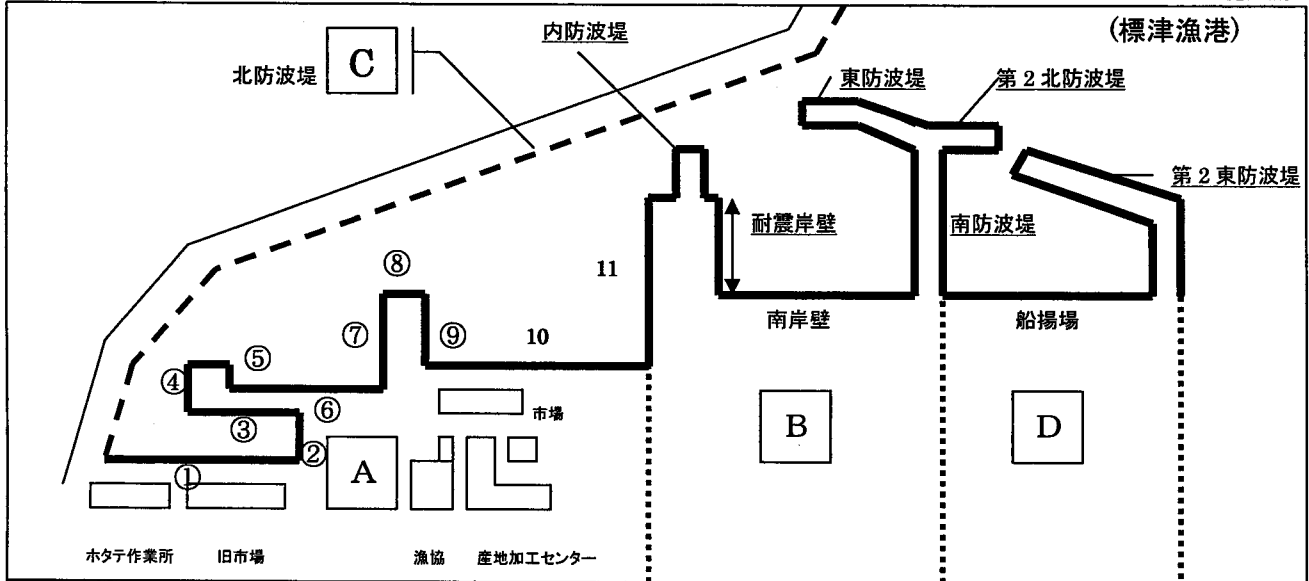 (標津漁港)
内防波堤
北防波堤
C
東防波堤
第2北防波堤
第2東防波堤
耐震岸壁
南防波堤
⑧
11
⑦
⑨
10
南岸壁
船揚場
⑤
④
⑥
③
市場
②
①
A
B
D
ホタテ作業所
旧市場
漁協
産地加工センター